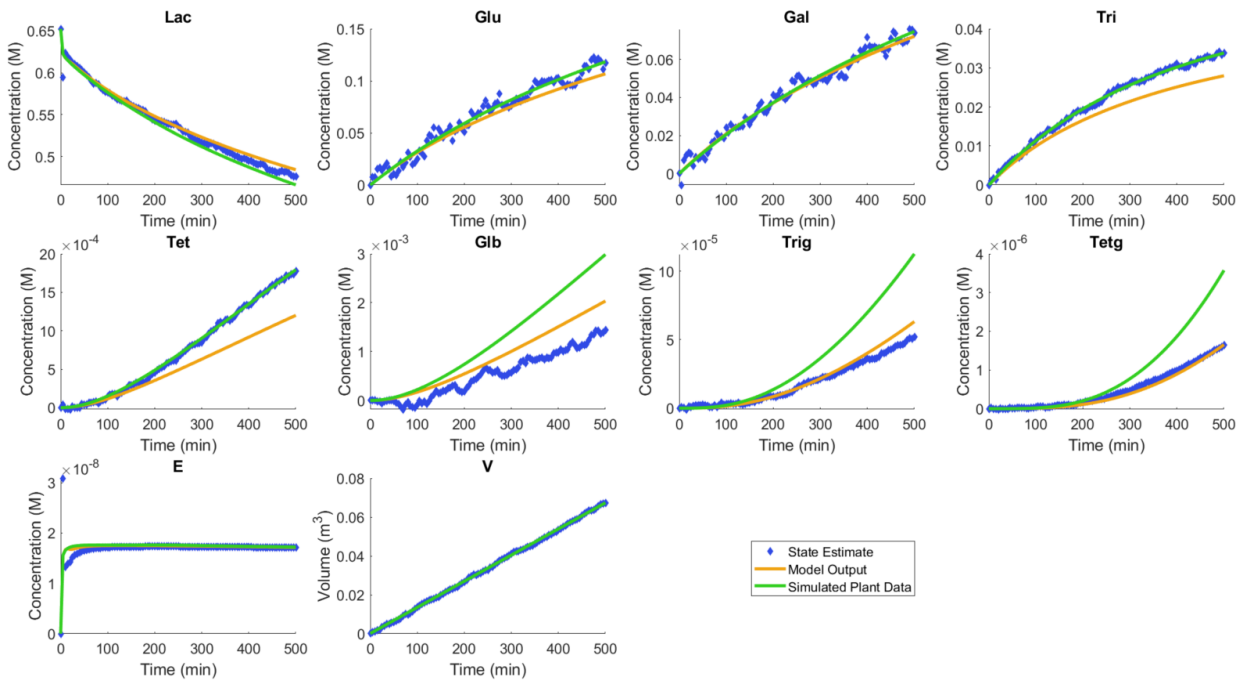 Lac
Concentration (M)
0.65
0.6
0.55
0.5
0 100 200 300 400 500
Time (min)
Glu
Concentration (M)
0.15
0.1
0.05
0
0 100 200 300 400 500
Time (min)
Gal
Concentration (M)
0.06
0.04
0.02
0
0 100 200 300 400 500
Time (min)
Tri
Concentration (M)
0.04
0.03
0.02
0.01
0
0 100 200 300 400 500
Time (min)
Tet
×10-4
Concentration (M)
20
15
10
5
0
0 100 200 300 400 500
Time (min)
Glb
×10-3
Concentration (M)
3
2
1
0
0 100 200 300 400 500
Time (min)
Trig
×10-5
Concentration (M)
10
5
0
0 100 200 300 400 500
Time (min)
Tetg
×10-6
Concentration (M)
4
3
2
1
0
0 100 200 300 400 500
Time (min)
E
×10-8
Concentration (M)
3
2
1
0
0 100 200 300 400 500
Time (min)
V
Volume (m3)
0.08
0.06
0.04
0.02
0
0 100 200 300 400 500
Time (min)
State Estimate
Model Output
Simulated Plant Data